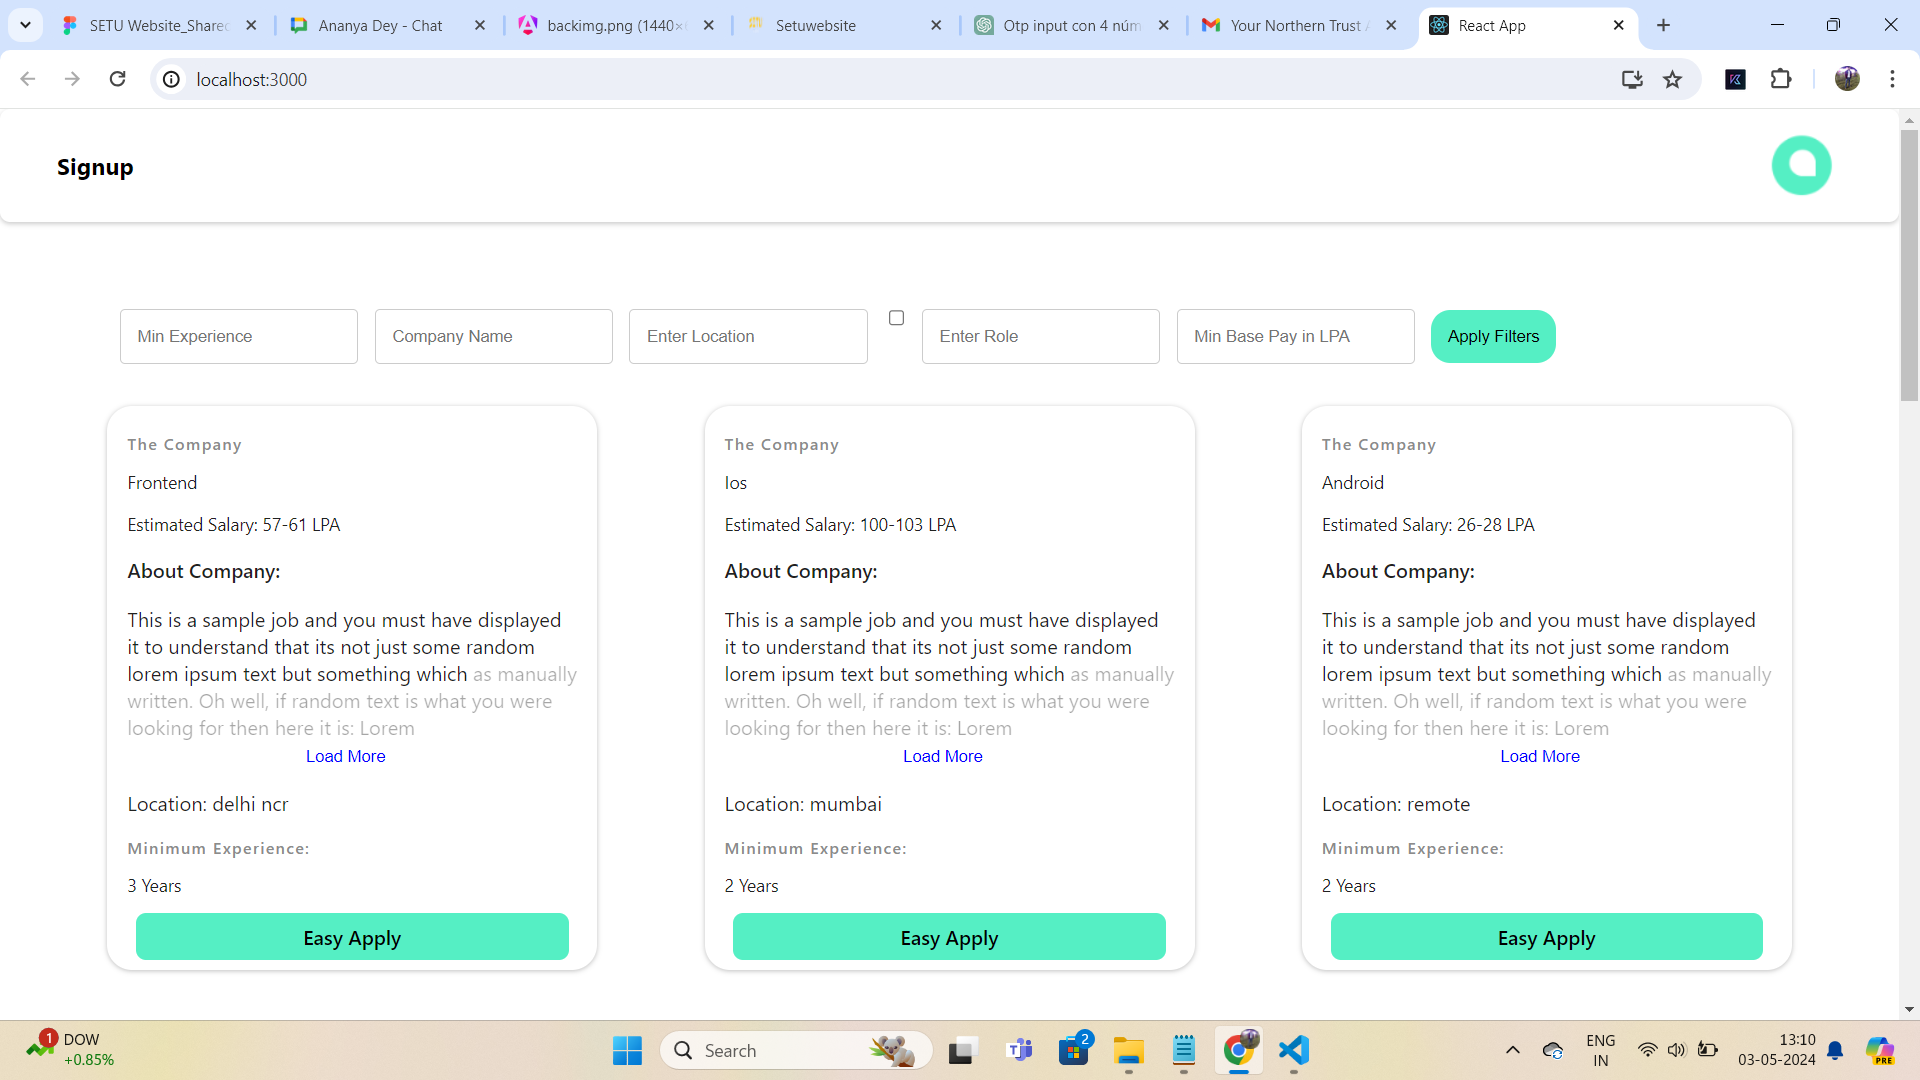 SETU Website_Share
Ananya Dey - Chat
backimg.png (1440×
Setuwebsite
Otp input con 4 núm
Your Northern Trust A
React App
localhost:3000
Signup
Min Experience
Company Name
Enter Location
Enter Role
Min Base Pay in LPA
Apply Filters
The Company
Frontend
Estimated Salary: 57-61 LPA
About Company:
This is a sample job and you must have displayed
it to understand that its not just some random
lorem ipsum text but something which as manually
written. Oh well, if random text is what you were
looking for then here it is: Lorem
Load More
Location: delhi ncr
Minimum Experience:
3 Years
Easy Apply
The Company
Ios
Estimated Salary: 100-103 LPA
About Company:
This is a sample job and you must have displayed
it to understand that its not just some random
lorem ipsum text but something which as manually
written. Oh well, if random text is what you were
looking for then here it is: Lorem
Load More
Location: mumbai
Minimum Experience:
2 Years
Easy Apply
The Company
Android
Estimated Salary: 26-28 LPA
About Company:
This is a sample job and you must have displayed
it to understand that its not just some random
lorem ipsum text but something which as manually
written. Oh well, if random text is what you were
looking for then here it is: Lorem
Load More
Location: remote
Minimum Experience:
2 Years
Easy Apply
1
DOW
+0.85%
Search
2
ENG
IN
13:10
03-05-2024
PRE